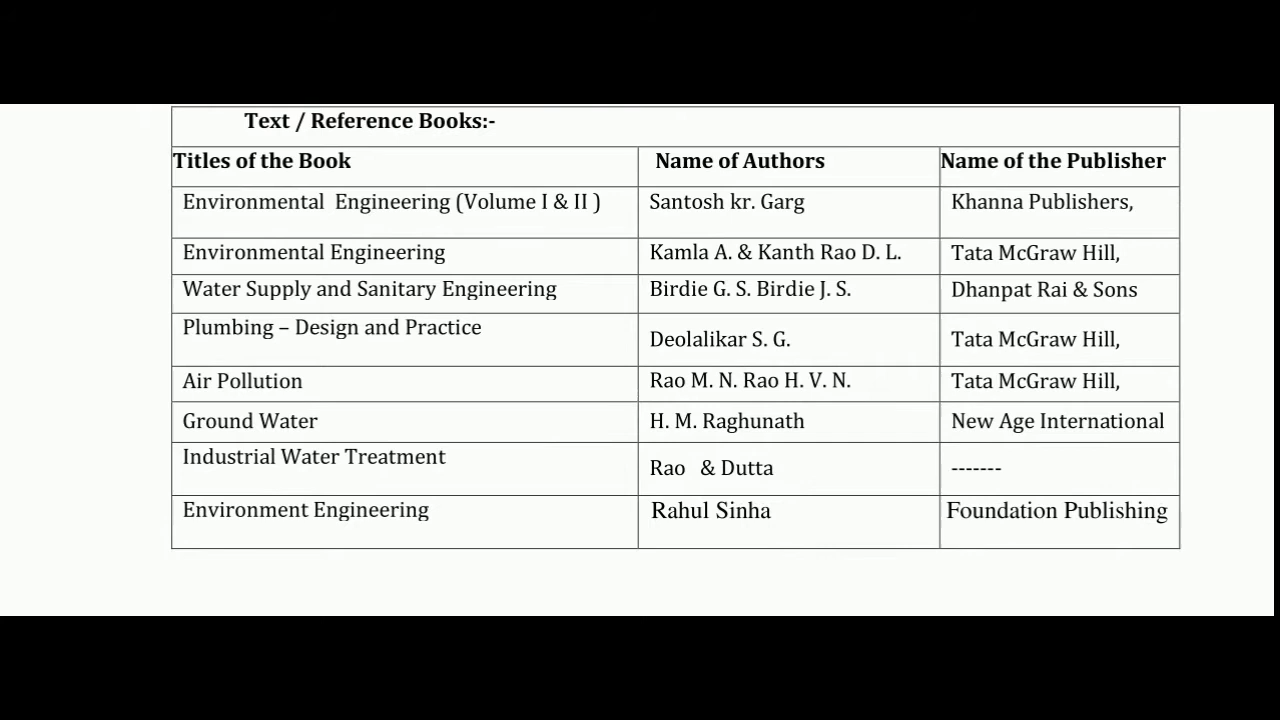 Text / Reference Books:-
Titles of the Book Name of Authors Name of the Publisher
Environmental Engineering (Volume I & II ) Santosh kr. Garg Khanna Publishers,
Environmental Engineering Kamla A. & Kanth Rao D. L. Tata McGraw Hill,
Water Supply and Sanitary Engineering Birdie G. S. Birdie J. S. Dhanpat Rai & Sons
Plumbing – Design and Practice Deolalikar S. G. Tata McGraw Hill,
Air Pollution Rao M. N. Rao H. V. N. Tata McGraw Hill,
Ground Water H. M. Raghunath New Age International
Industrial Water Treatment Rao & Dutta -------
Environment Engineering Rahul Sinha Foundation Publishing